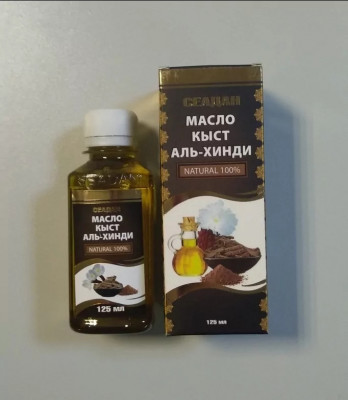 СЕАДАН
МАСЛО
КЫСТ
АЛЬ-ХИНДИ
NATURAL 100%
125 мл
СЕАДАН
МАСЛО
КЫСТ
АЛЬ-ХИНДИ
NATURAL 100%
125 мл